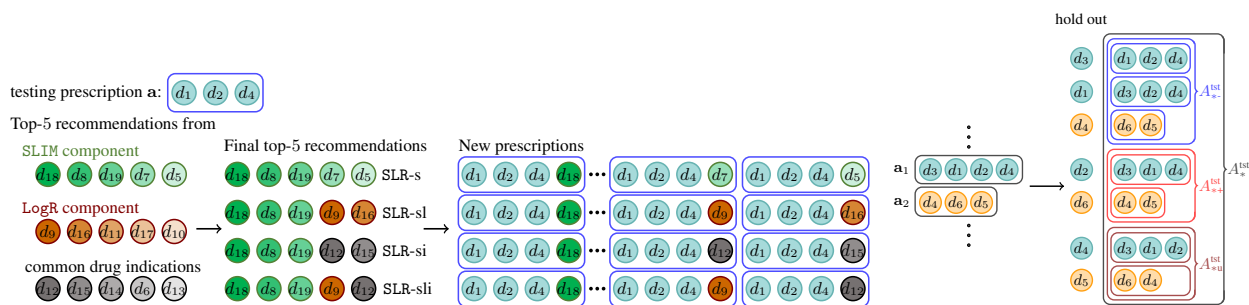 testing prescription a: d1 d2 d4
Top-5 recommendations from
SLIM component
d18 d8 d19 d7 d5
LogR component
d9 d16 d11 d17 d10
common drug indications
d12 d15 d14 d6 d13
Final top-5 recommendations
d18 d8 d19 d7 d5 SLR-s
d18 d8 d19 d9 d16 SLR-sl
d18 d8 d19 d12 d15 SLR-si
d18 d8 d19 d9 d12 SLR-sli
New prescriptions
d1 d2 d4 d18 ••• d1 d2 d4 d7 d1 d2 d4 d5
d1 d2 d4 d18 ••• d1 d2 d4 d9 d1 d2 d4 d16
d1 d2 d4 d18 ••• d1 d2 d4 d12 d1 d2 d4 d15
d1 d2 d4 d18 ••• d1 d2 d4 d9 d1 d2 d4 d12
a1 d3 d1 d2 d4
a2 d4 d6 d5
hold out
d3 d1 d2 d4
d1 d3 d2 d4
d4 d6 d5
A*-^tst
d2 d3 d1 d4
d6 d4 d5
A*+^tst
d4 d3 d1 d2
d5 d6 d4
A*u^tst
A*^tst